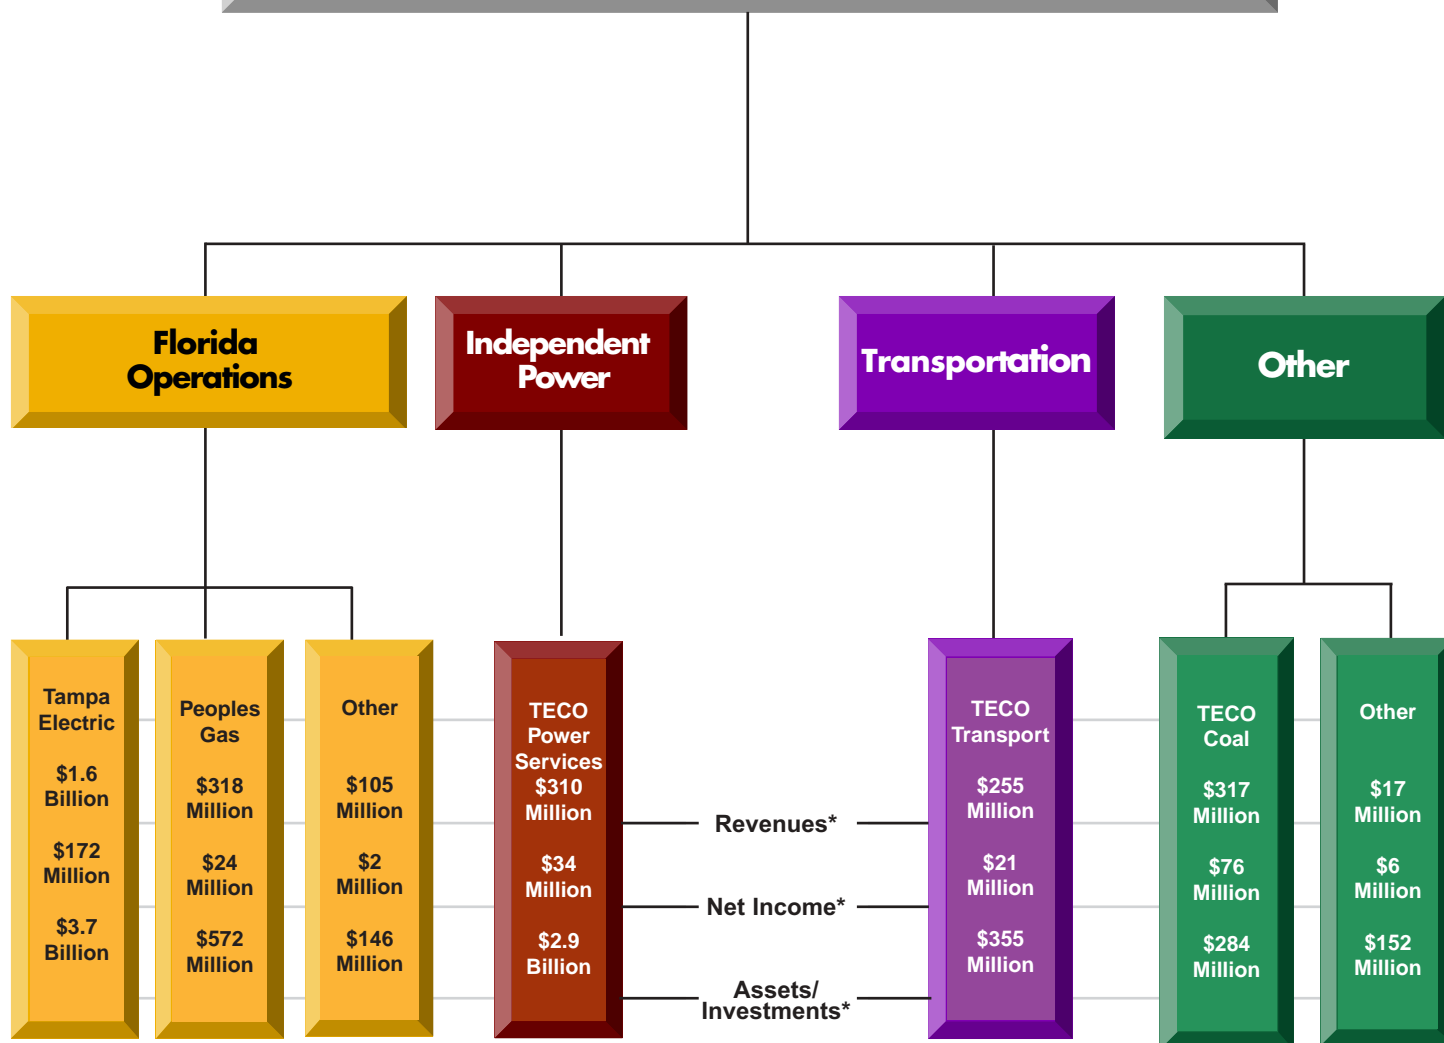 Florida
Operations
Independent
Power
Transportation
Other
Tampa
Electric
$1.6
Billion
$172
Million
$3.7
Billion
Peoples
Gas
$318
Million
$24
Million
$572
Million
Other
$105
Million
$2
Million
$146
Million
TECO
Power
Services
$310
Million
$34
Million
$2.9
Billion
Revenues*
Net Income*
Assets/
Investments*
TECO
Transport
$255
Million
$21
Million
$355
Million
TECO
Coal
$317
Million
$76
Million
$284
Million
Other
$17
Million
$6
Million
$152
Million